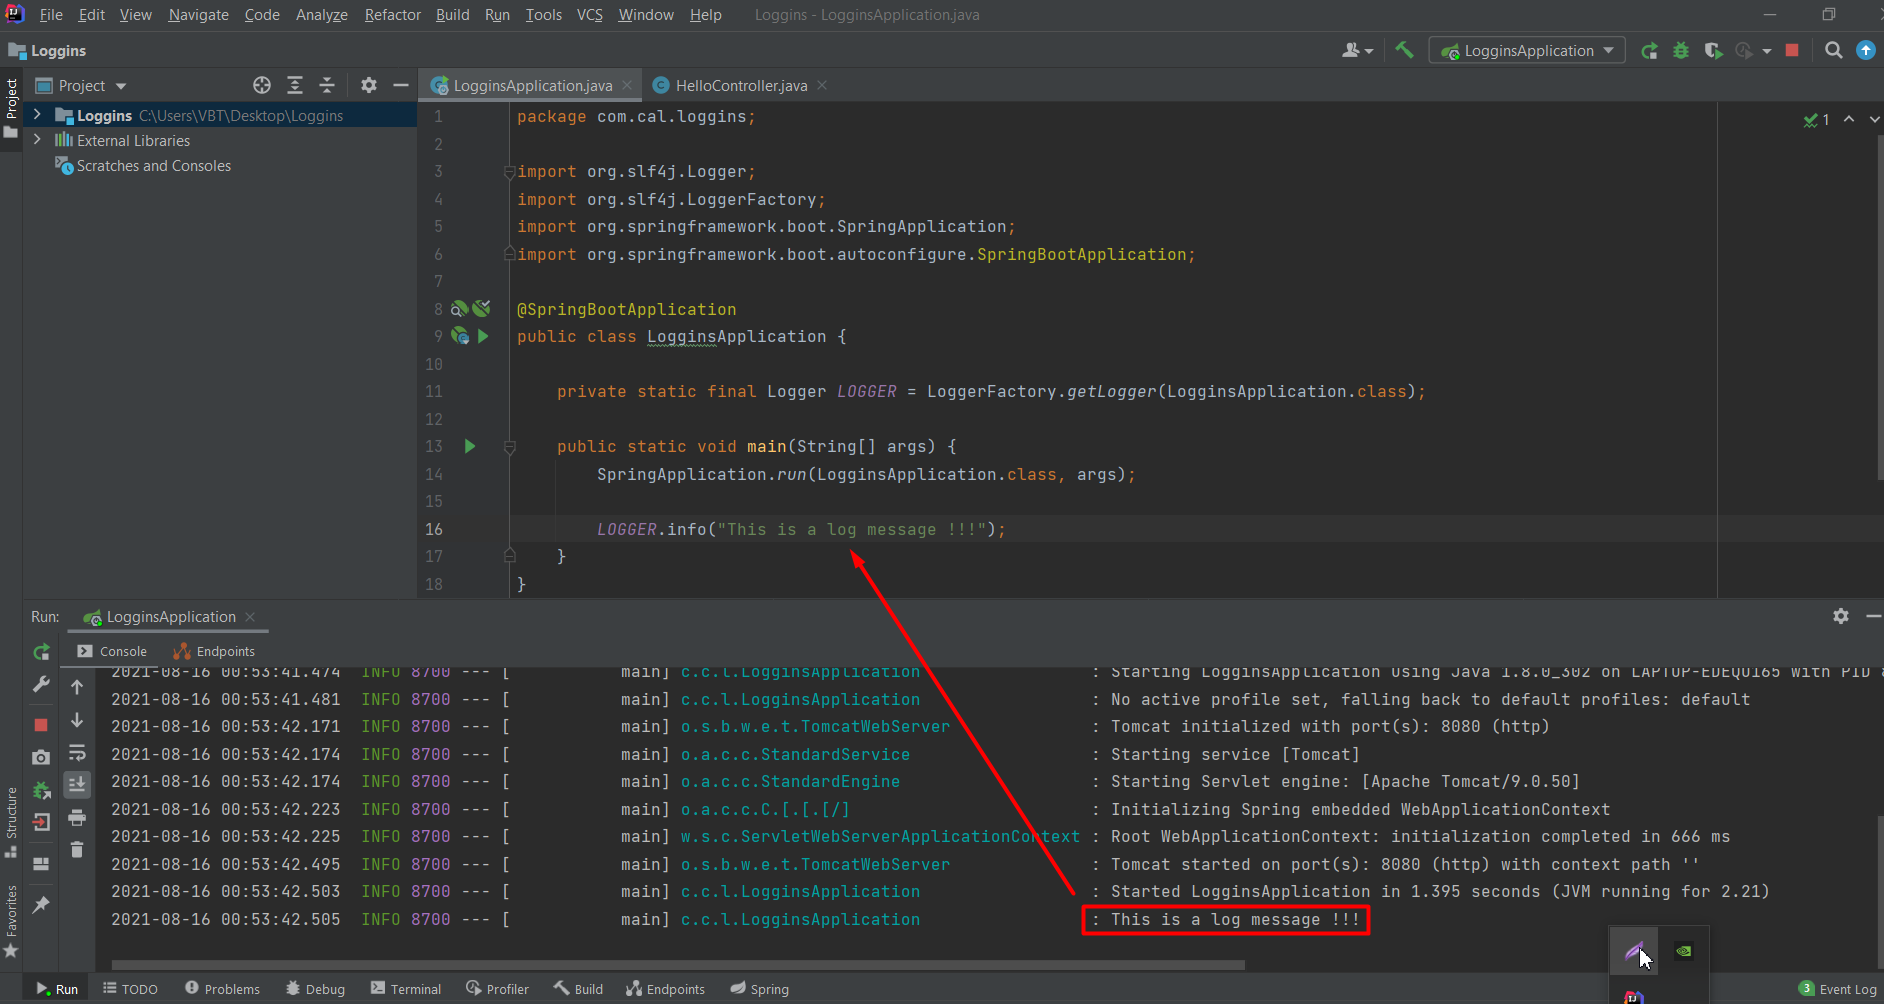 File Edit View Navigate Code Analyze Refactor Build Run Tools VCS Window Help Loggins - LogginsApplication.java
Loggins LogginsApplication
Project LogginsApplication.java HelloController.java
Project
Loggins C:\Users\VBT\Desktop\Loggins
External Libraries
Scratches and Consoles
1
1 package com.cal.loggins;
2
3 import org.slf4j.Logger;
4 import org.slf4j.LoggerFactory;
5 import org.springframework.boot.SpringApplication;
6 import org.springframework.boot.autoconfigure.SpringBootApplication;
7
8 @SpringBootApplication
9 public class LogginsApplication {
10
11 private static final Logger LOGGER = LoggerFactory.getLogger(LogginsApplication.class);
12
13 public static void main(String[] args) {
14 SpringApplication.run(LogginsApplication.class, args);
15
16 LOGGER.info("This is a log message !!!");
17 }
18 }
Run: LogginsApplication
Console Endpoints
2021-08-16 00:53:41.474 INFO 8700 --- [ main] c.c.l.LogginsApplication : Starting LogginsApplication using Java 1.8.0_302 on LAPTOP-EDEQUI65 with PID
2021-08-16 00:53:41.481 INFO 8700 --- [ main] c.c.l.LogginsApplication : No active profile set, falling back to default profiles: default
2021-08-16 00:53:42.171 INFO 8700 --- [ main] o.s.b.w.e.t.TomcatWebServer : Tomcat initialized with port(s): 8080 (http)
2021-08-16 00:53:42.174 INFO 8700 --- [ main] o.a.c.c.StandardService : Starting service [Tomcat]
2021-08-16 00:53:42.174 INFO 8700 --- [ main] o.a.c.c.StandardEngine : Starting Servlet engine: [Apache Tomcat/9.0.50]
2021-08-16 00:53:42.223 INFO 8700 --- [ main] o.a.c.c.C.[.[.[/] : Initializing Spring embedded WebApplicationContext
2021-08-16 00:53:42.225 INFO 8700 --- [ main] w.s.c.ServletWebServerApplicationContext : Root WebApplicationContext: initialization completed in 666 ms
2021-08-16 00:53:42.495 INFO 8700 --- [ main] o.s.b.w.e.t.TomcatWebServer : Tomcat started on port(s): 8080 (http) with context path ''
2021-08-16 00:53:42.503 INFO 8700 --- [ main] c.c.l.LogginsApplication : Started LogginsApplication in 1.395 seconds (JVM running for 2.21)
2021-08-16 00:53:42.505 INFO 8700 --- [ main] c.c.l.LogginsApplication : This is a log message !!!
Structure
Favorites
Run TODO Problems Debug Terminal Profiler Build Endpoints Spring 3 Event Log